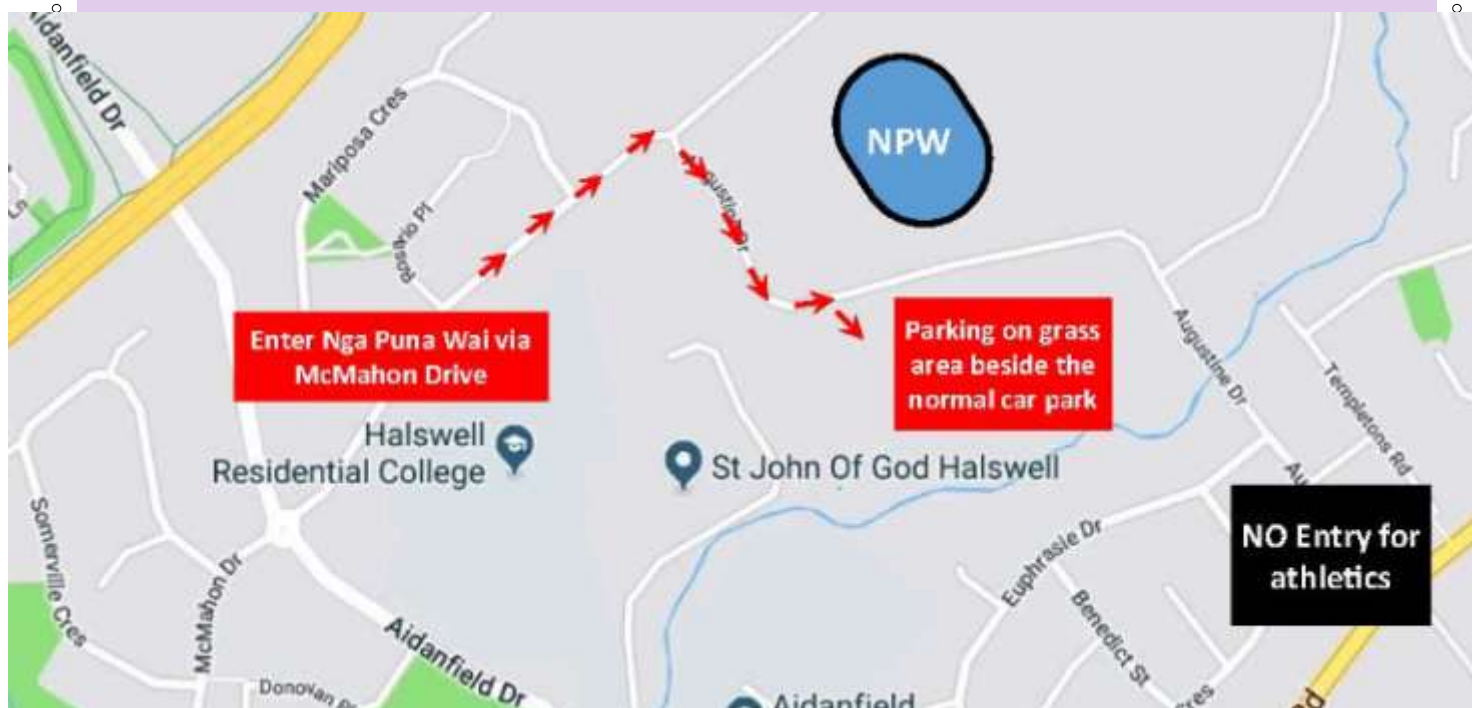 Aidanfield Dr
Mariposa Cres
NPW
Ln
Rosario Pl
Enter Nga Puna Wai via
McMahon Drive
Parking on grass
area beside the
normal car park
Augustine Dr
Templetons Rd
Halswell
Residential College
St John Of God Halswell
NO Entry for
athletics
Somerville Cres
McMahon Dr
Euphrasie Dr
Benedict St
Aidanfield Dr
Aidanfield